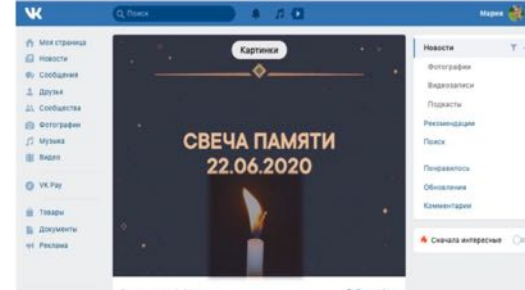 Поиск
Мария
Моя страница
Новости
Сообщения
Друзья
Сообщества
Фотографии
Музыка
Видео
VK Pay
Товары
Документы
Реклама
Картинки
СВЕЧА ПАМЯТИ
22.06.2020
Новости
Фотографии
Видеозаписи
Подкасты
Рекомендации
Поиск
Понравилось
Обновления
Комментарии
Сначала интересные